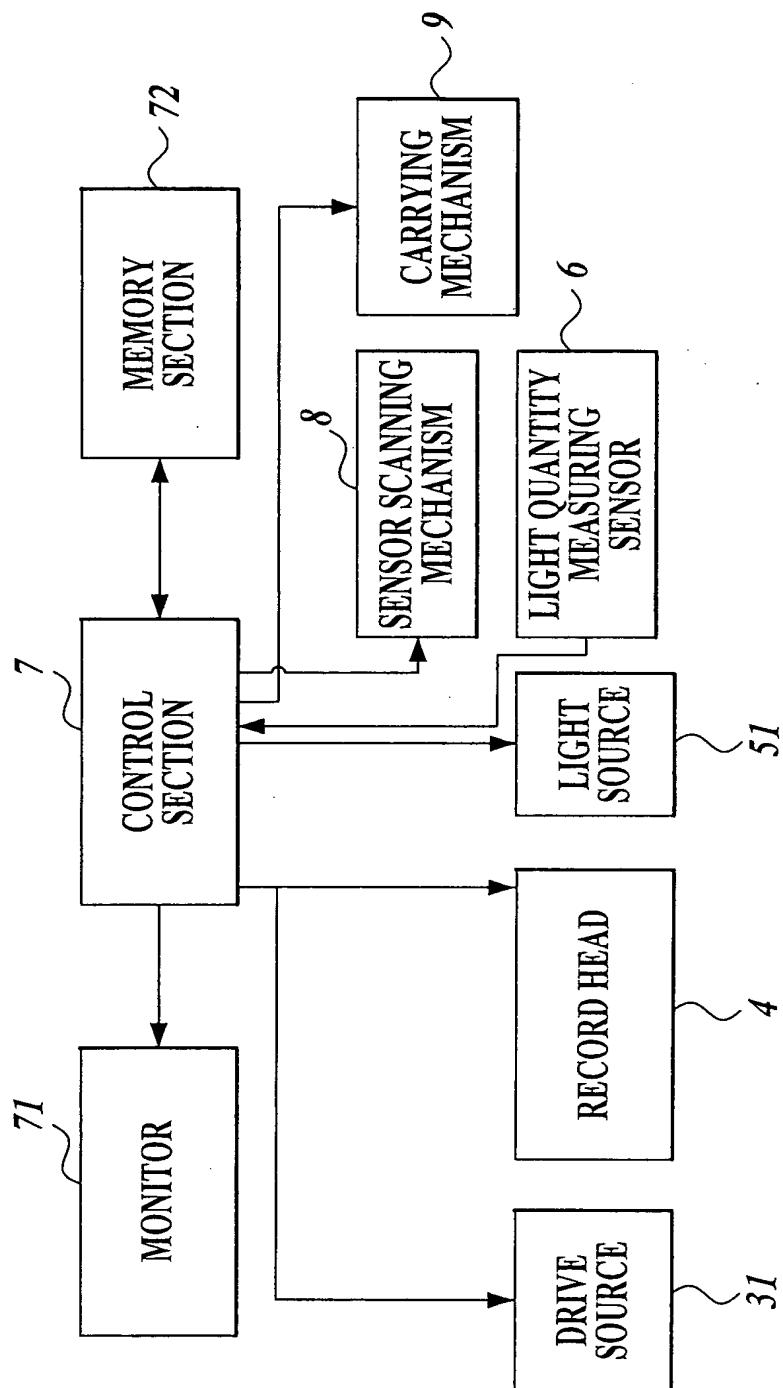 71
MONITOR
7
CONTROL
SECTION
72
MEMORY
SECTION
9
CARRYING
MECHANISM
8
SENSOR SCANNING
MECHANISM
6
LIGHT QUANTITY
MEASURING
SENSOR
LIGHT
SOURCE
51
RECORD HEAD
4
DRIVE
SOURCE
31